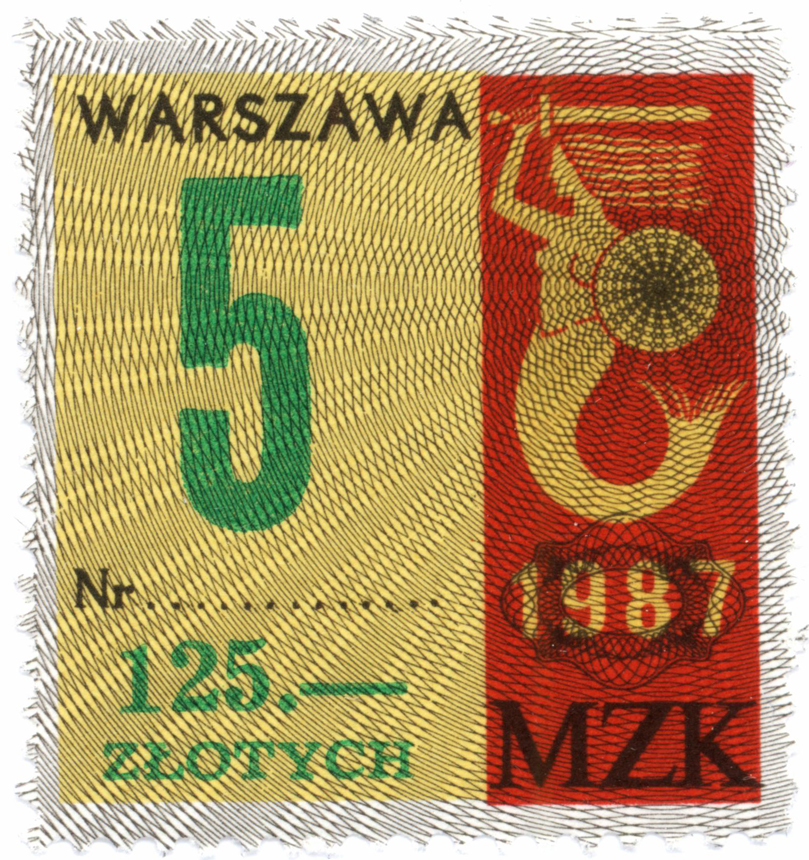 WARSZAWA
5
Nr..............
125.—
ZŁOTYCH
1987
MZK